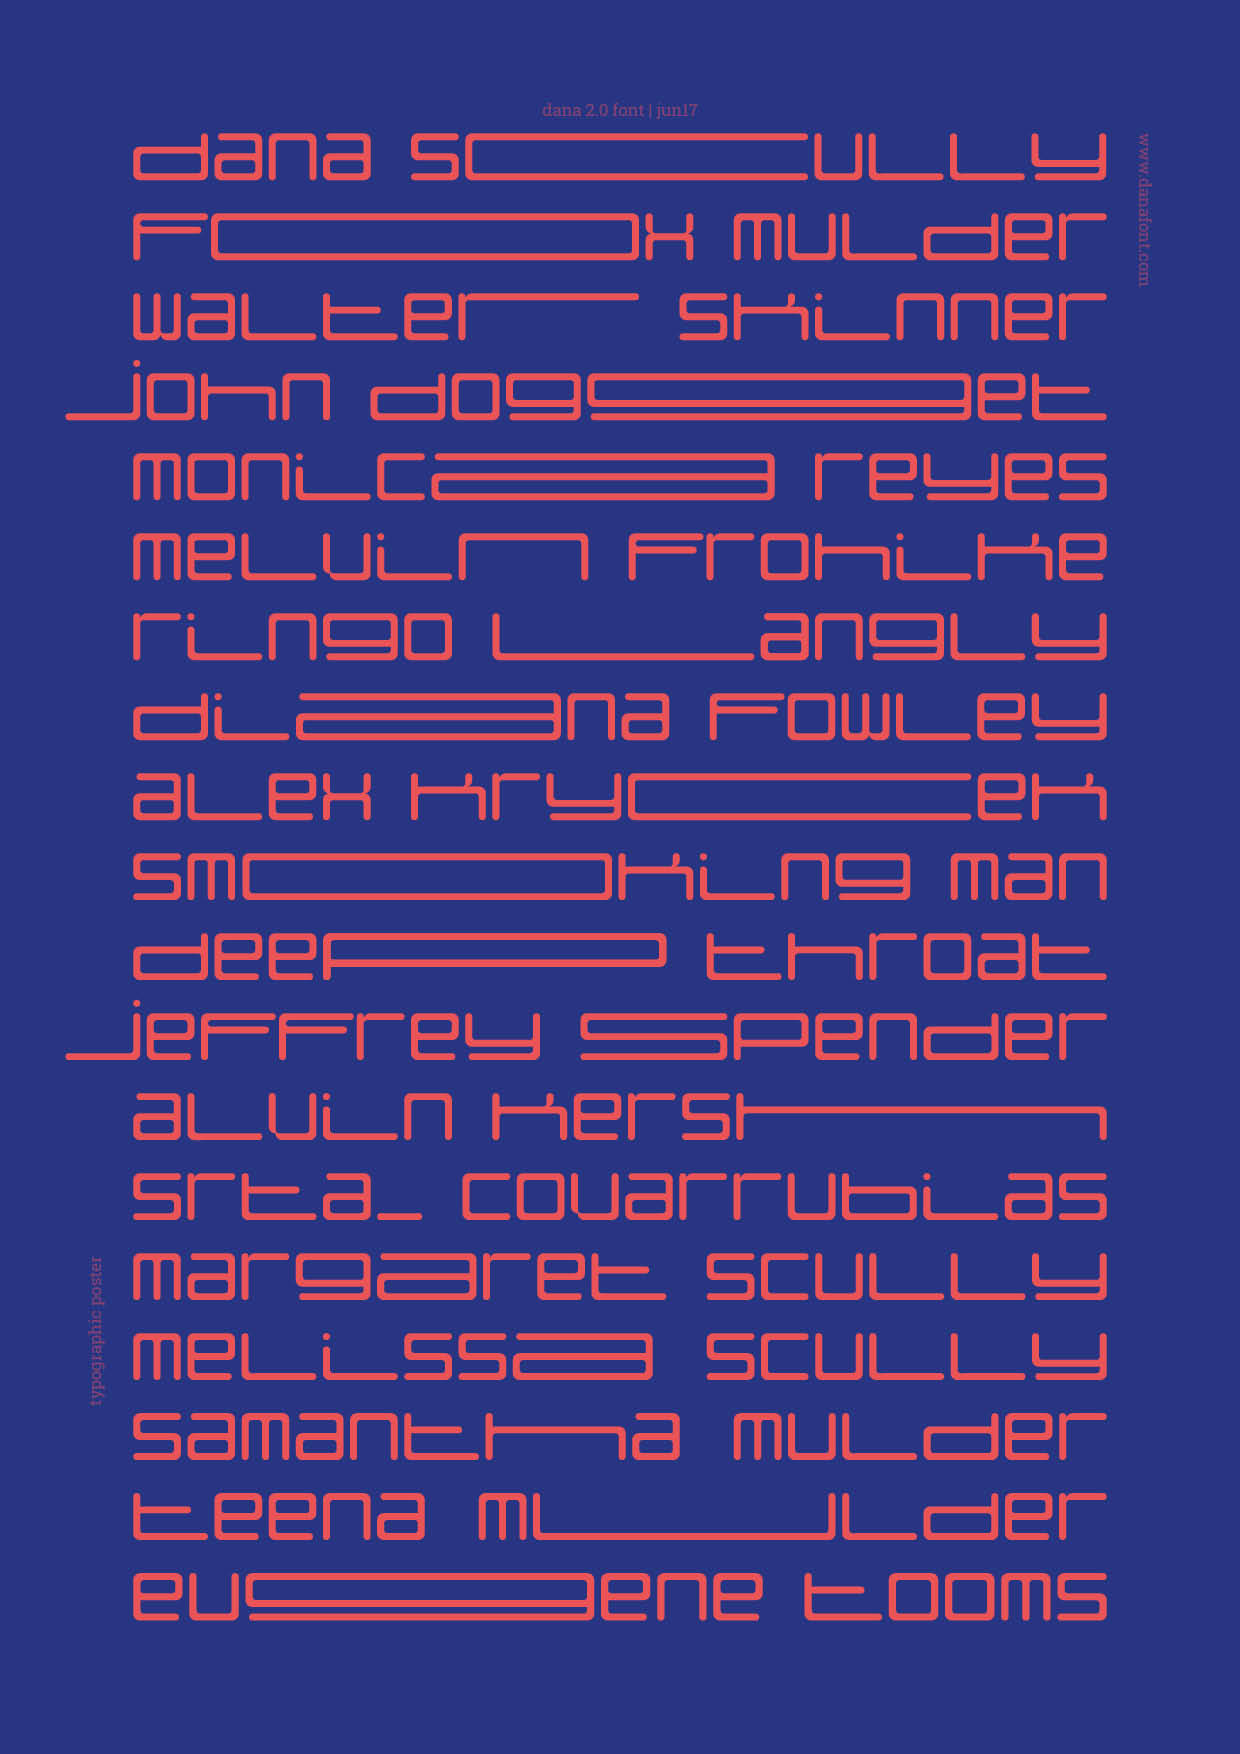 dana 2.0 font | jun17
dana scully
www.danafont.com
fox mulder
walter skinner
john dogget
monica reyes
melvin frohike
ringo langly
diana fowley
alex krycek
smoking man
deep throat
jeffrey spender
alvin kersh
srta_ covarrubias
typographic poster
margaret scully
melissa scully
samantha mulder
teena mulder
eugene tooms